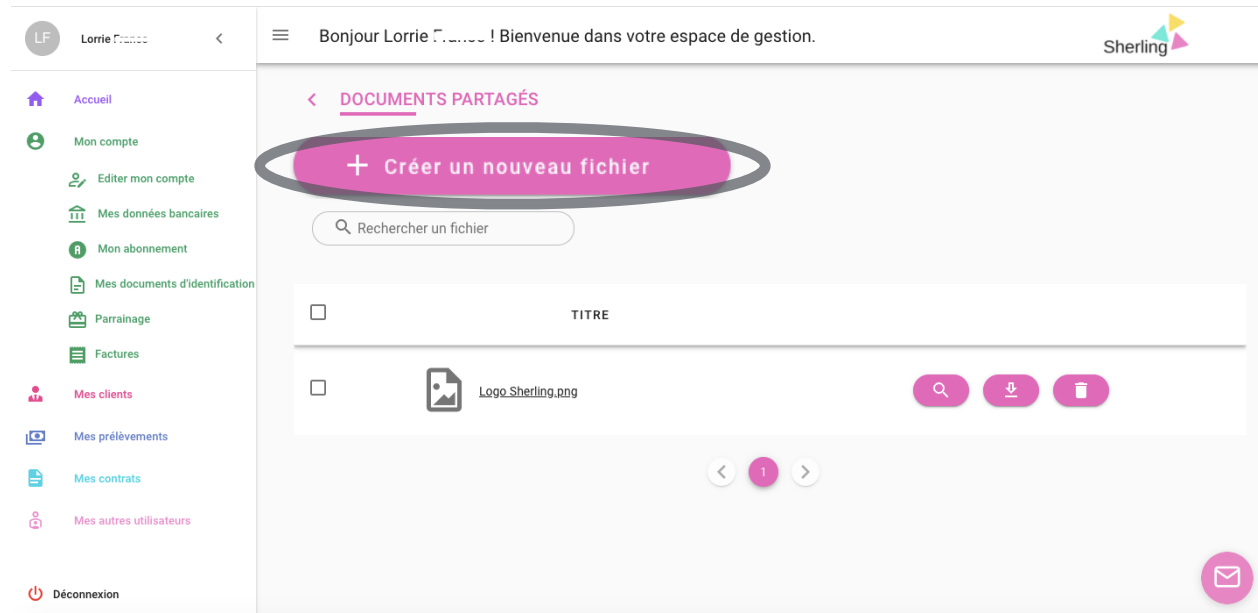 LF
Lorrie
Bonjour Lorrie ! Bienvenue dans votre espace de gestion.
Sherling
Accueil
Mon compte
Editer mon compte
Mes données bancaires
Mon abonnement
Mes documents d'identification
Parrainage
Factures
Mes clients
Mes prélèvements
Mes contrats
Mes autres utilisateurs
Déconnexion
DOCUMENTS PARTAGÉS
+ Créer un nouveau fichier
Rechercher un fichier
TITRE
Logo Sherling.png
1